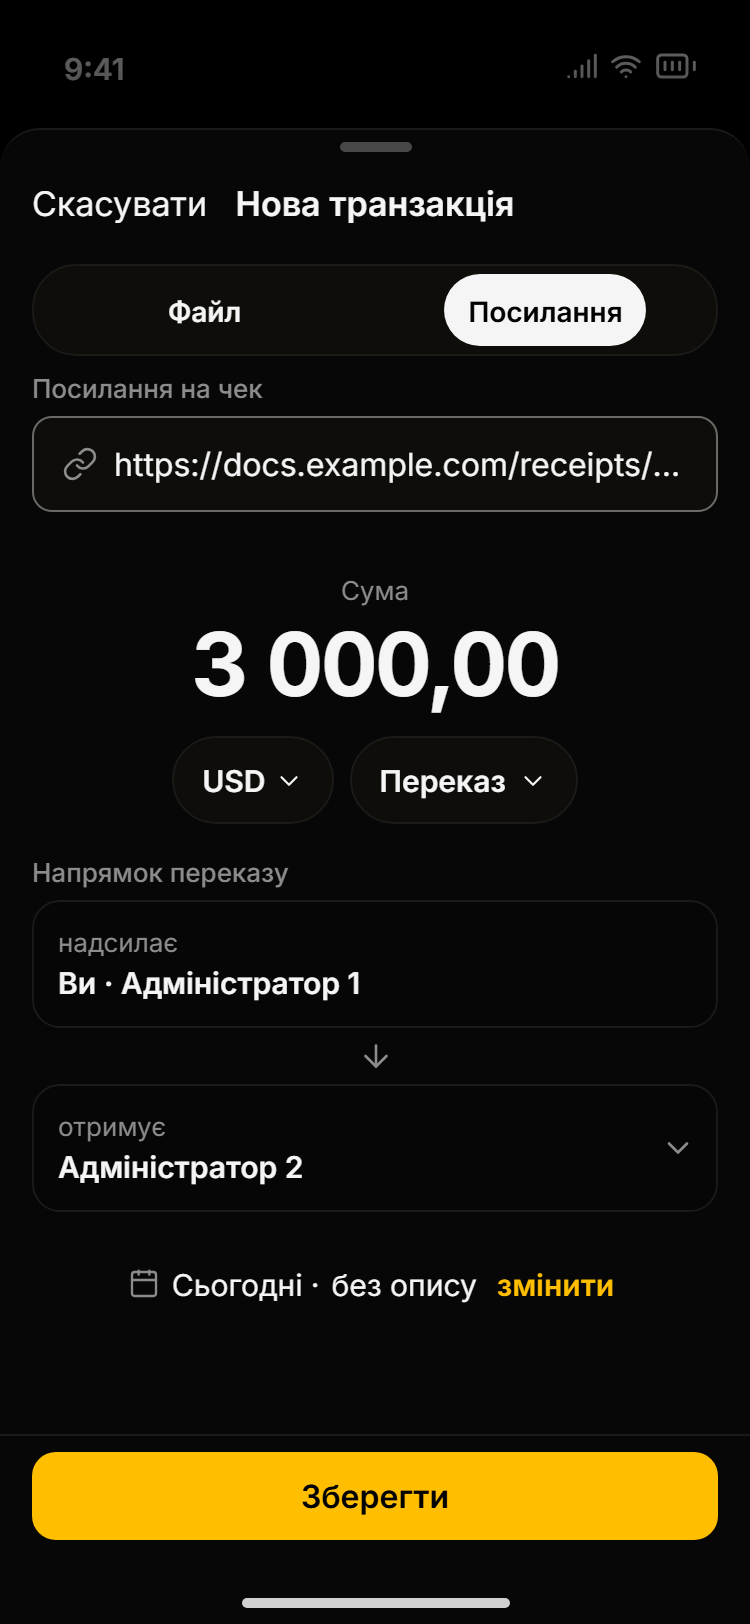 9:41
Скасувати Нова транзакція
Файл Посилання
Посилання на чек
https://docs.example.com/receipts/...
Сума
3 000,00
USD Переказ
Напрямок переказу
надсилає
Ви · Адміністратор 1
отримує
Адміністратор 2
Сьогодні · без опису змінити
Зберегти